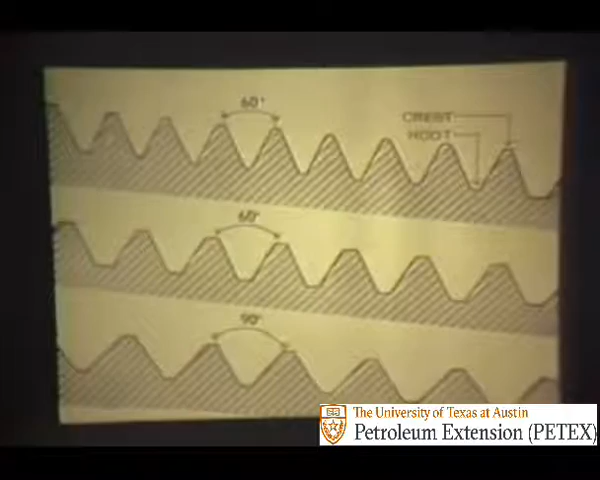 60°
CREST
ROOT
60°
90°
The University of Texas at Austin
Petroleum Extension (PETEX)